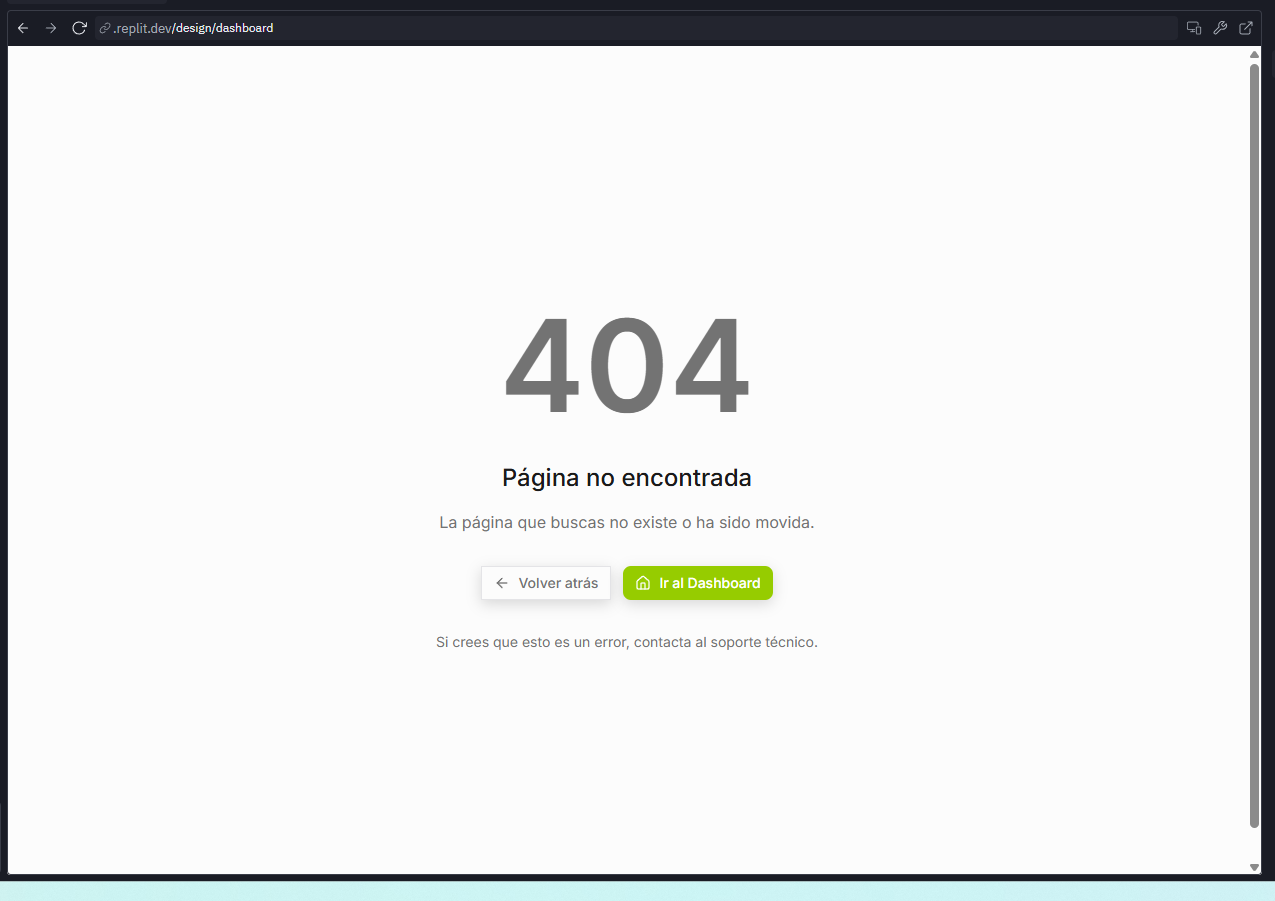 .replit.dev/design/dashboard
404
Página no encontrada
La página que buscas no existe o ha sido movida.
Volver atrás
Ir al Dashboard
Si crees que esto es un error, contacta al soporte técnico.